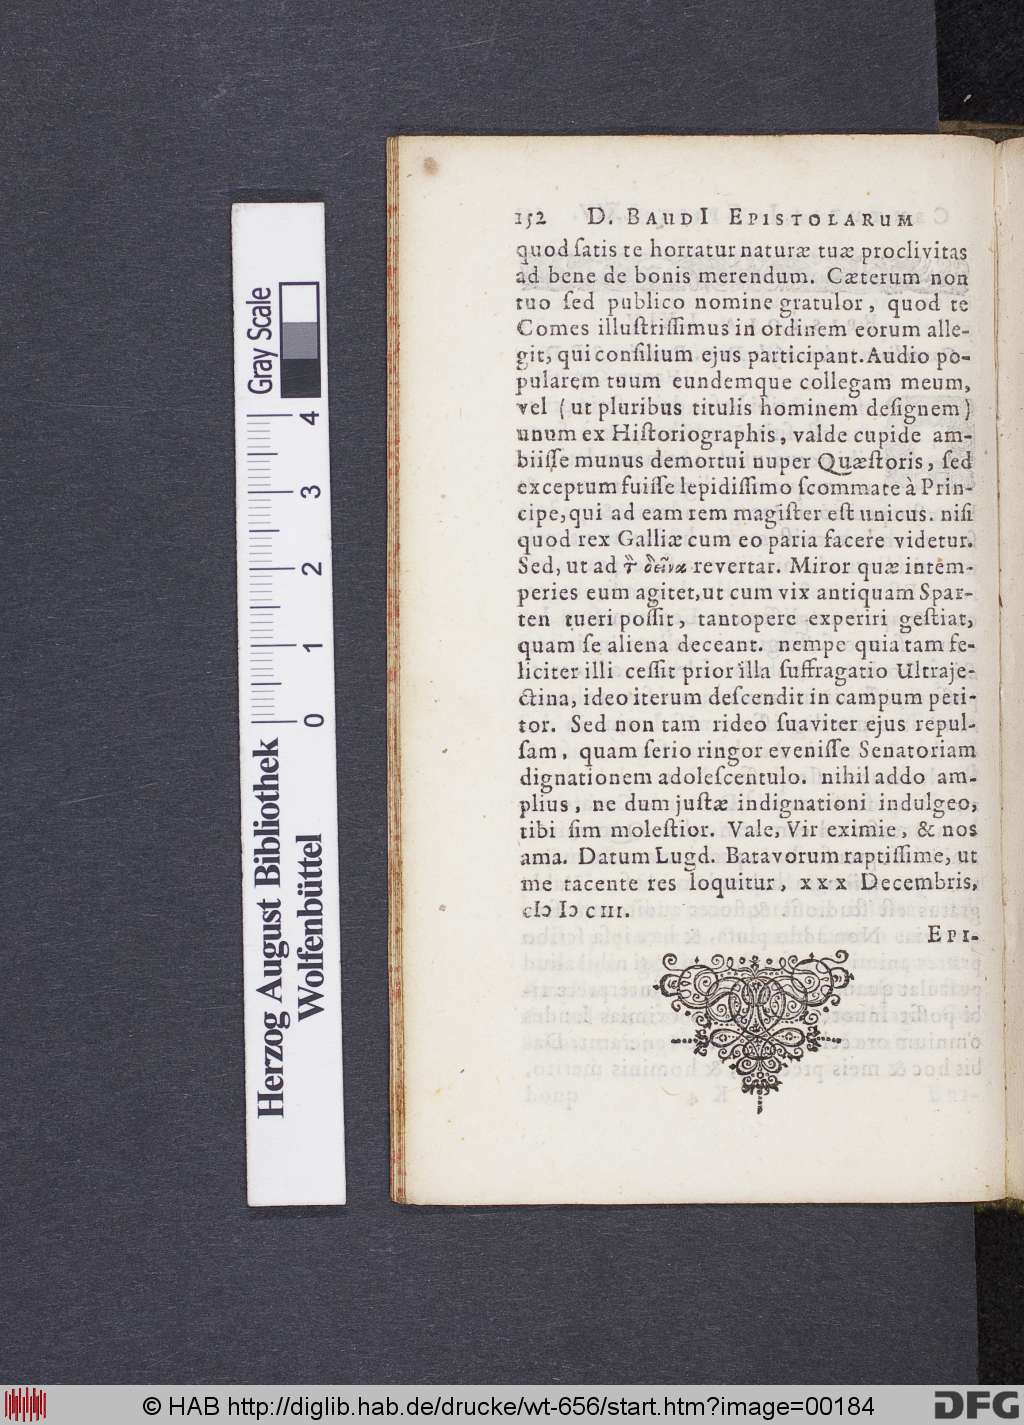 152 D. BAUDI EPISTOLARUM
quod ſatis te hortatur naturæ tuæ proclivitas
ad bene de bonis merendum. Cæterum non
tuo ſed publico nomine gratulor, quod te
Comes illuſtriſſimus in ordinem eorum alle-
git, qui conſilium ejus participant. Audio po-
pularem tuum eundemque collegam meum,
vel (ut pluribus titulis hominem deſignem)
unum ex Hiſtoriographis, valde cupide am-
biiſſe munus demortui nuper Quæſtoris, ſed
exceptum fuiſſe lepidiſſimo ſcommate à Prin-
cipe, qui ad eam rem magiſter eſt unicus. niſi
quod rex Galliæ cum eo paria facere videtur.
Sed, ut ad revertar. Miror quæ intem-
peries eum agitet, ut cum vix antiquam Spar-
ten tueri poſſit, tantopere experiri geſtiat,
quam ſe aliena deceant. nempe quia tam fe-
liciter illi ceſſit prior illa ſuffragatio Ultraje-
ctina, ideo iterum deſcendit in campum peti-
tor. Sed non tam rideo ſuaviter ejus repul-
ſam, quam ſerio ringor eveniſſe Senatoriam
dignationem adoleſcentulo. nihil addo am-
plius, ne dum juſtæ indignationi indulgeo,
tibi ſim moleſtior. Vale, Vir eximie, & nos
ama. Datum Lugd. Batavorum raptiſſime, ut
me tacente res loquitur, xxx Decembris,
cIↄ Iↄ cIII.
EPI-
Gray Scale
4
3
2
1
0
Herzog August Bibliothek
Wolfenbüttel
© HAB http://diglib.hab.de/drucke/wt-656/start.htm?image=00184
DFG